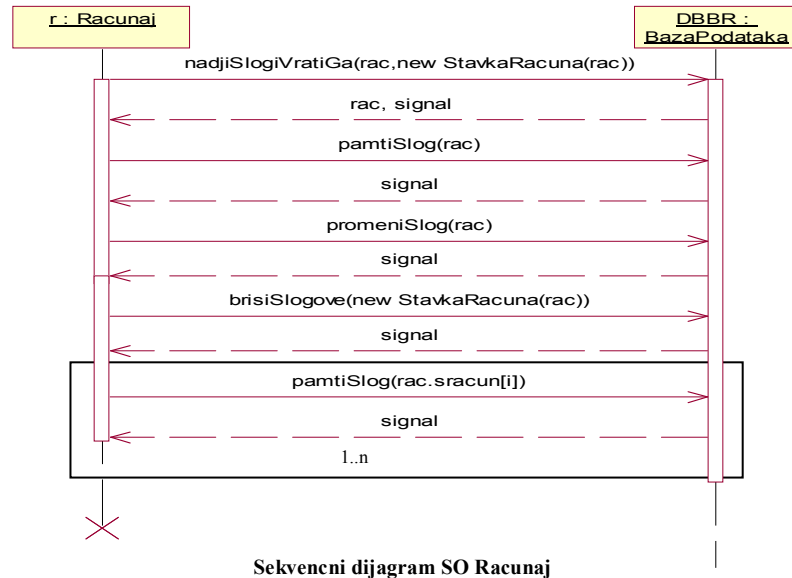 r : Racunaj
DBBR :
BazaPodataka
nadjiSlogiVratiGa(rac,new StavkaRacuna(rac))
rac, signal
pamtiSlog(rac)
signal
promeniSlog(rac)
signal
brisiSlogove(new StavkaRacuna(rac))
signal
pamtiSlog(rac.sracun[i])
signal
1..n
Sekvencni dijagram SO Racunaj